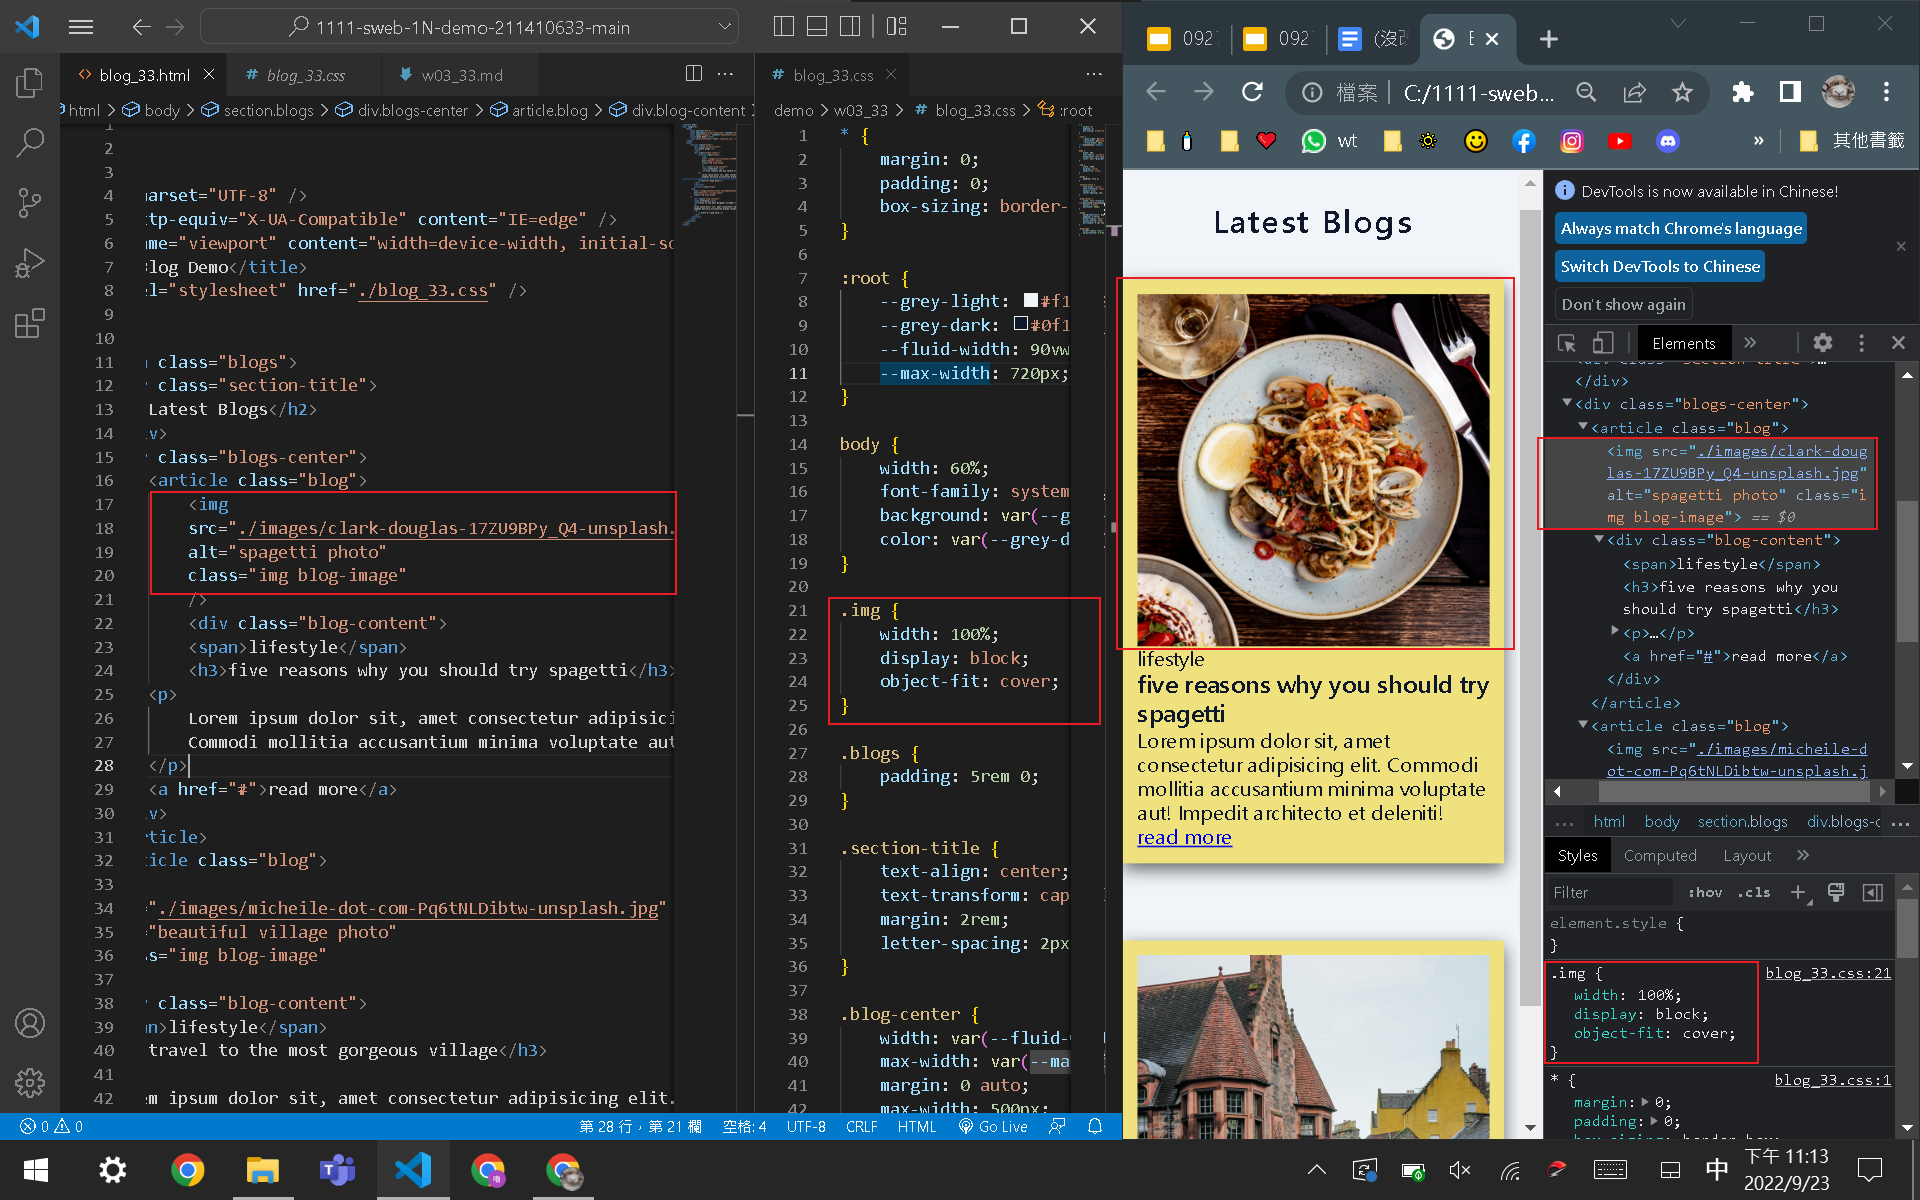 1111-sweb-1N-demo-211410633-main
blog_33.html
blog_33.css
w03_33.md
html > body > section.blogs > div.blogs-center > article.blog > div.blog-content
1
2
3
4 harset="UTF-8" />
5 ttp-equiv="X-UA-Compatible" content="IE=edge" />
6 ame="viewport" content="width=device-width, initial-sc
7 Blog Demo</title>
8 el="stylesheet" href="./blog_33.css" />
9
10
11 class="blogs">
12 class="section-title">
13 Latest Blogs</h2>
14 iv>
15 class="blogs-center">
16 <article class="blog">
17 <img
18 src="./images/clark-douglas-17ZU9BPy_Q4-unsplash.
19 alt="spagetti photo"
20 class="img blog-image"
21 />
22 <div class="blog-content">
23 <span>lifestyle</span>
24 <h3>five reasons why you should try spagetti</h3>
25 <p>
26 Lorem ipsum dolor sit, amet consectetur adipisici
27 Commodi mollitia accusantium minima voluptate aut
28 </p>
29 <a href="#">read more</a>
30 iv>
31 rticle>
32 ticle class="blog">
33
34 ="./images/micheile-dot-com-Pq6tNLDibtw-unsplash.jpg"
35 ="beautiful village photo"
36 s="img blog-image"
37
38 class="blog-content">
39 an>lifestyle</span>
40 travel to the most gorgeous village</h3>
41
42 em ipsum dolor sit, amet consectetur adipisicing elit.
blog_33.css
demo > w03_33 > # blog_33.css > :root
1 * {
2 margin: 0;
3 padding: 0;
4 box-sizing: border-
5 }
6
7 :root {
8 --grey-light: #f1
9 --grey-dark: #0f1
10 --fluid-width: 90vw
11 --max-width: 720px;
12 }
13
14 body {
15 width: 60%;
16 font-family: system
17 background: var(--g
18 color: var(--grey-d
19 }
20
21 .img {
22 width: 100%;
23 display: block;
24 object-fit: cover;
25 }
26
27 .blogs {
28 padding: 5rem 0;
29 }
30
31 .section-title {
32 text-align: center;
33 text-transform: cap
34 margin: 2rem;
35 letter-spacing: 2px
36 }
37
38 .blog-center {
39 width: var(--fluid-
40 max-width: var(--ma
41 margin: 0 auto;
42 max-width: 500px;
0 0
第 28 行,第 21 欄 空格: 4 UTF-8 CRLF HTML Go Live
092
092
(沒改
檔案 C:/1111-sweb...
wt
其他書籤
Latest Blogs
lifestyle
five reasons why you should try
spagetti
Lorem ipsum dolor sit, amet
consectetur adipisicing elit. Commodi
mollitia accusantium minima voluptate
aut! Impedit architecto et deleniti!
read more
DevTools is now available in Chinese!
Always match Chrome's language
Switch DevTools to Chinese
Don't show again
Elements
</div>
<div class="blogs-center">
<article class="blog">
<img src="./images/clark-doug
las-17ZU9BPy_Q4-unsplash.jpg"
alt="spagetti photo" class="i
mg blog-image"> == $0
<div class="blog-content">
<span>lifestyle</span>
<h3>five reasons why you
should try spagetti</h3>
<p>…</p>
<a href="#">read more</a>
</div>
</article>
<article class="blog">
<img src="./images/micheile-d
ot-com-Pq6tNLDibtw-unsplash.j
... html body section.blogs div.blogs-c ...
Styles Computed Layout
Filter :hov .cls
element.style {
}
.img { blog_33.css:21
width: 100%;
display: block;
object-fit: cover;
}
* { blog_33.css:1
margin: 0;
padding: 0;
box-sizing: border-box;
中
下午 11:13
2022/9/23